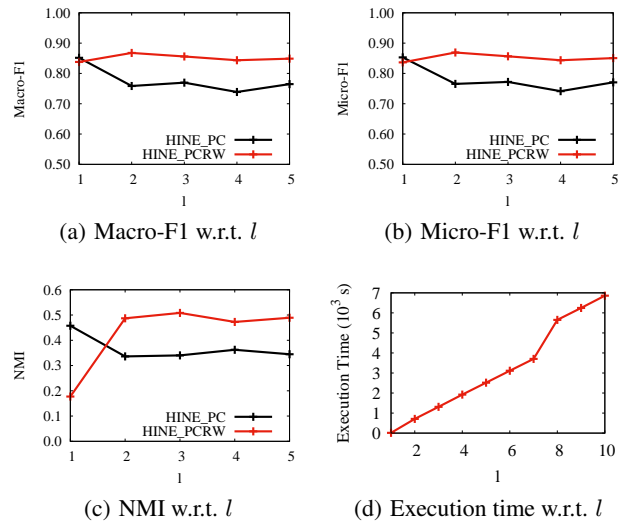 1.00
0.90
0.80
0.70
0.60
0.50
Macro-F1
HINE_PC
HINE_PCRW
1 2 3 4 5
l
(a) Macro-F1 w.r.t. l
1.00
0.90
0.80
0.70
0.60
0.50
Micro-F1
HINE_PC
HINE_PCRW
1 2 3 4 5
l
(b) Micro-F1 w.r.t. l
0.6
0.5
0.4
0.3
0.2
0.1
0.0
NMI
HINE_PC
HINE_PCRW
1 2 3 4 5
l
(c) NMI w.r.t. l
7
6
5
4
3
2
1
0
Execution Time (10³ s)
2 4 6 8 10
l
(d) Execution time w.r.t. l